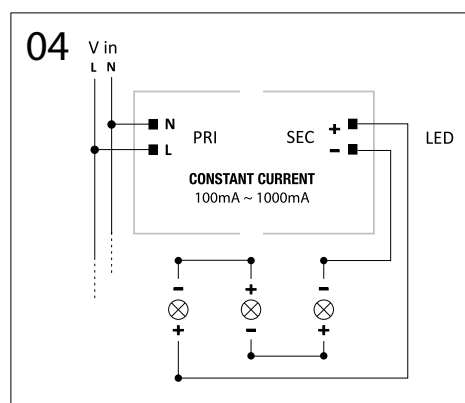 04
V in
L N
N
L
PRI
SEC
+
-
LED
CONSTANT CURRENT
100mA ~ 1000mA
- + -
+ - +